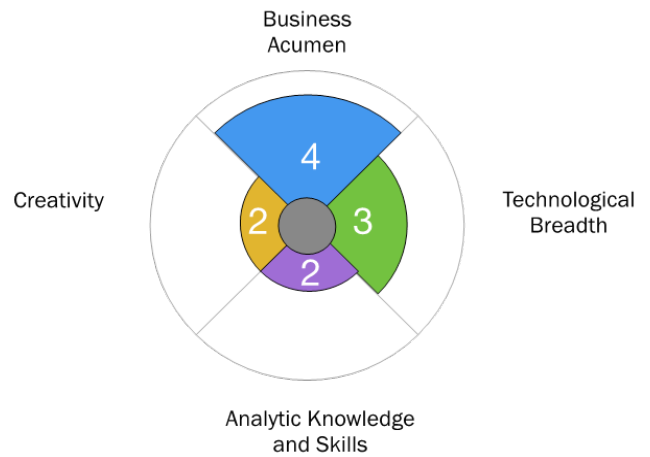 Business
Acumen
4
Creativity
2
3
Technological
Breadth
2
Analytic Knowledge
and Skills